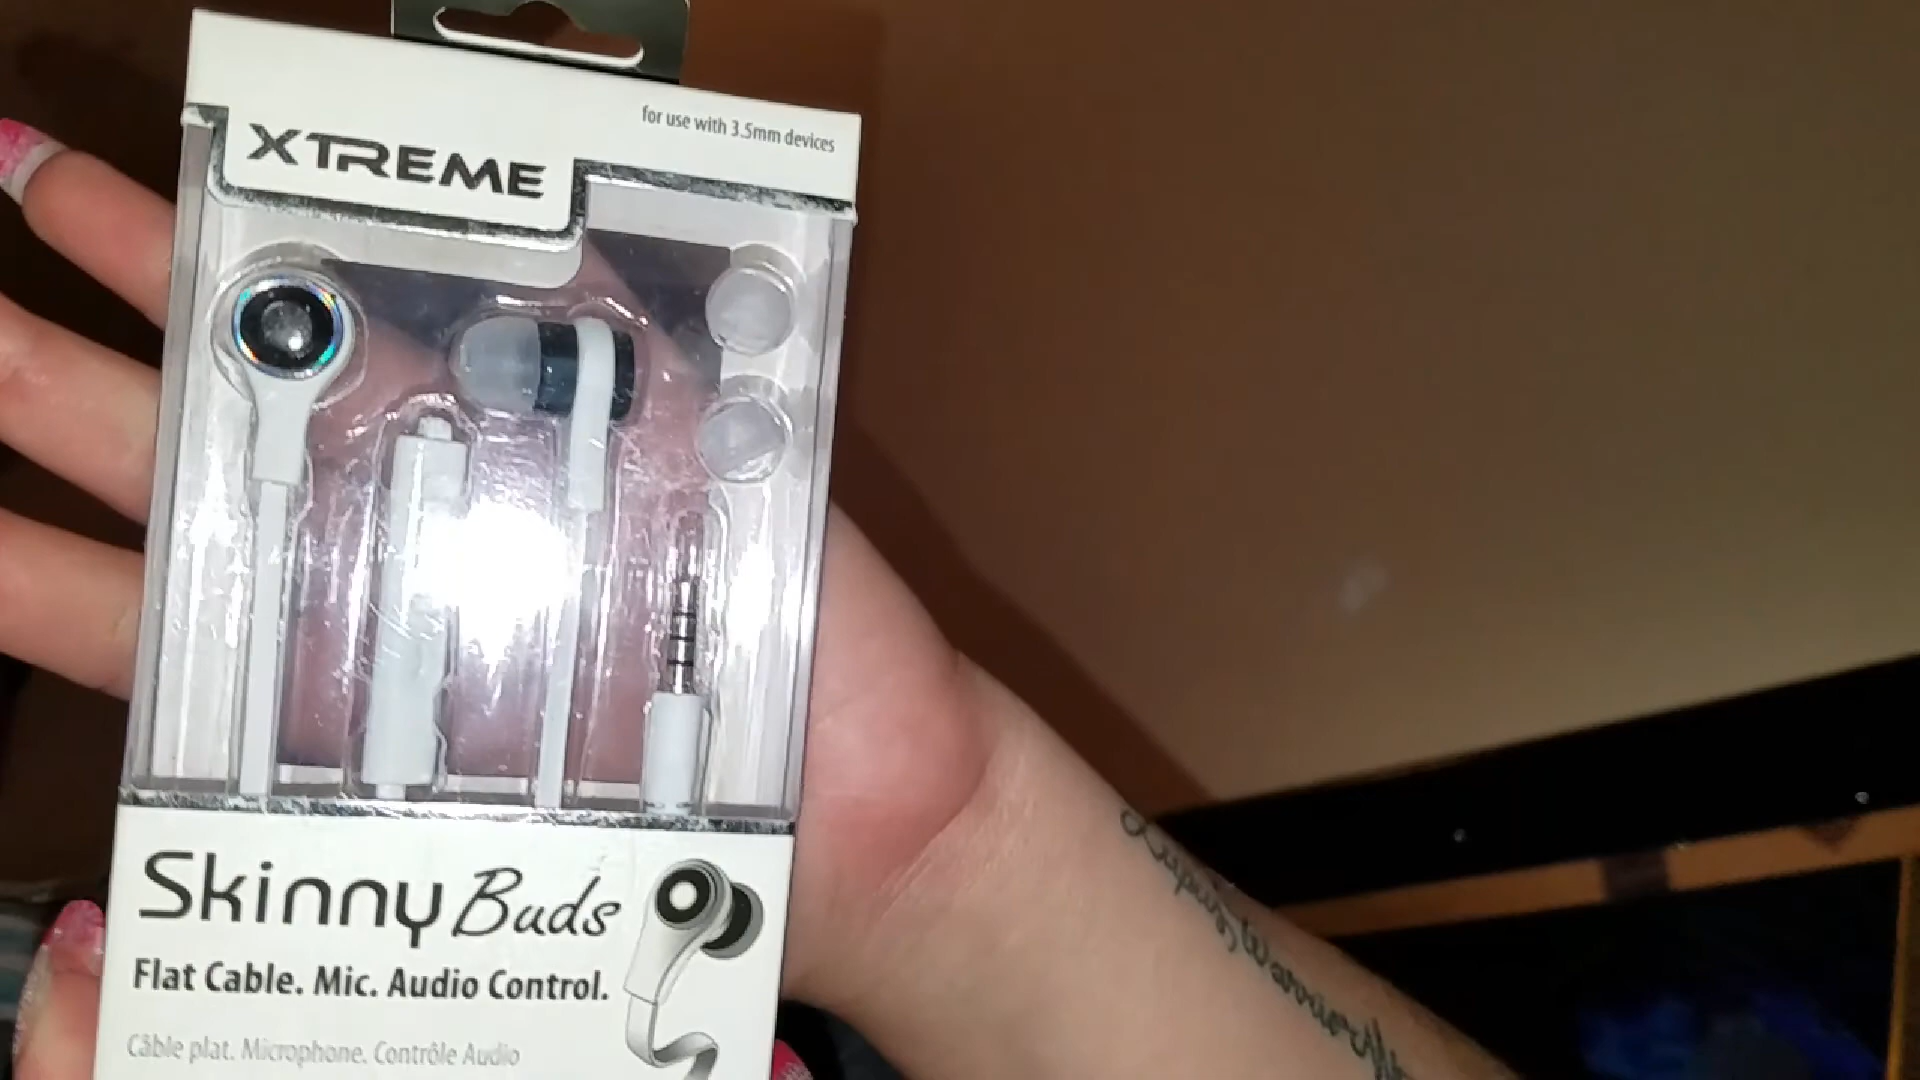 XTREME
for use with 3.5mm devices
Skinny Buds
Flat Cable. Mic. Audio Control.
Câble plat. Microphone. Contrôle Audio